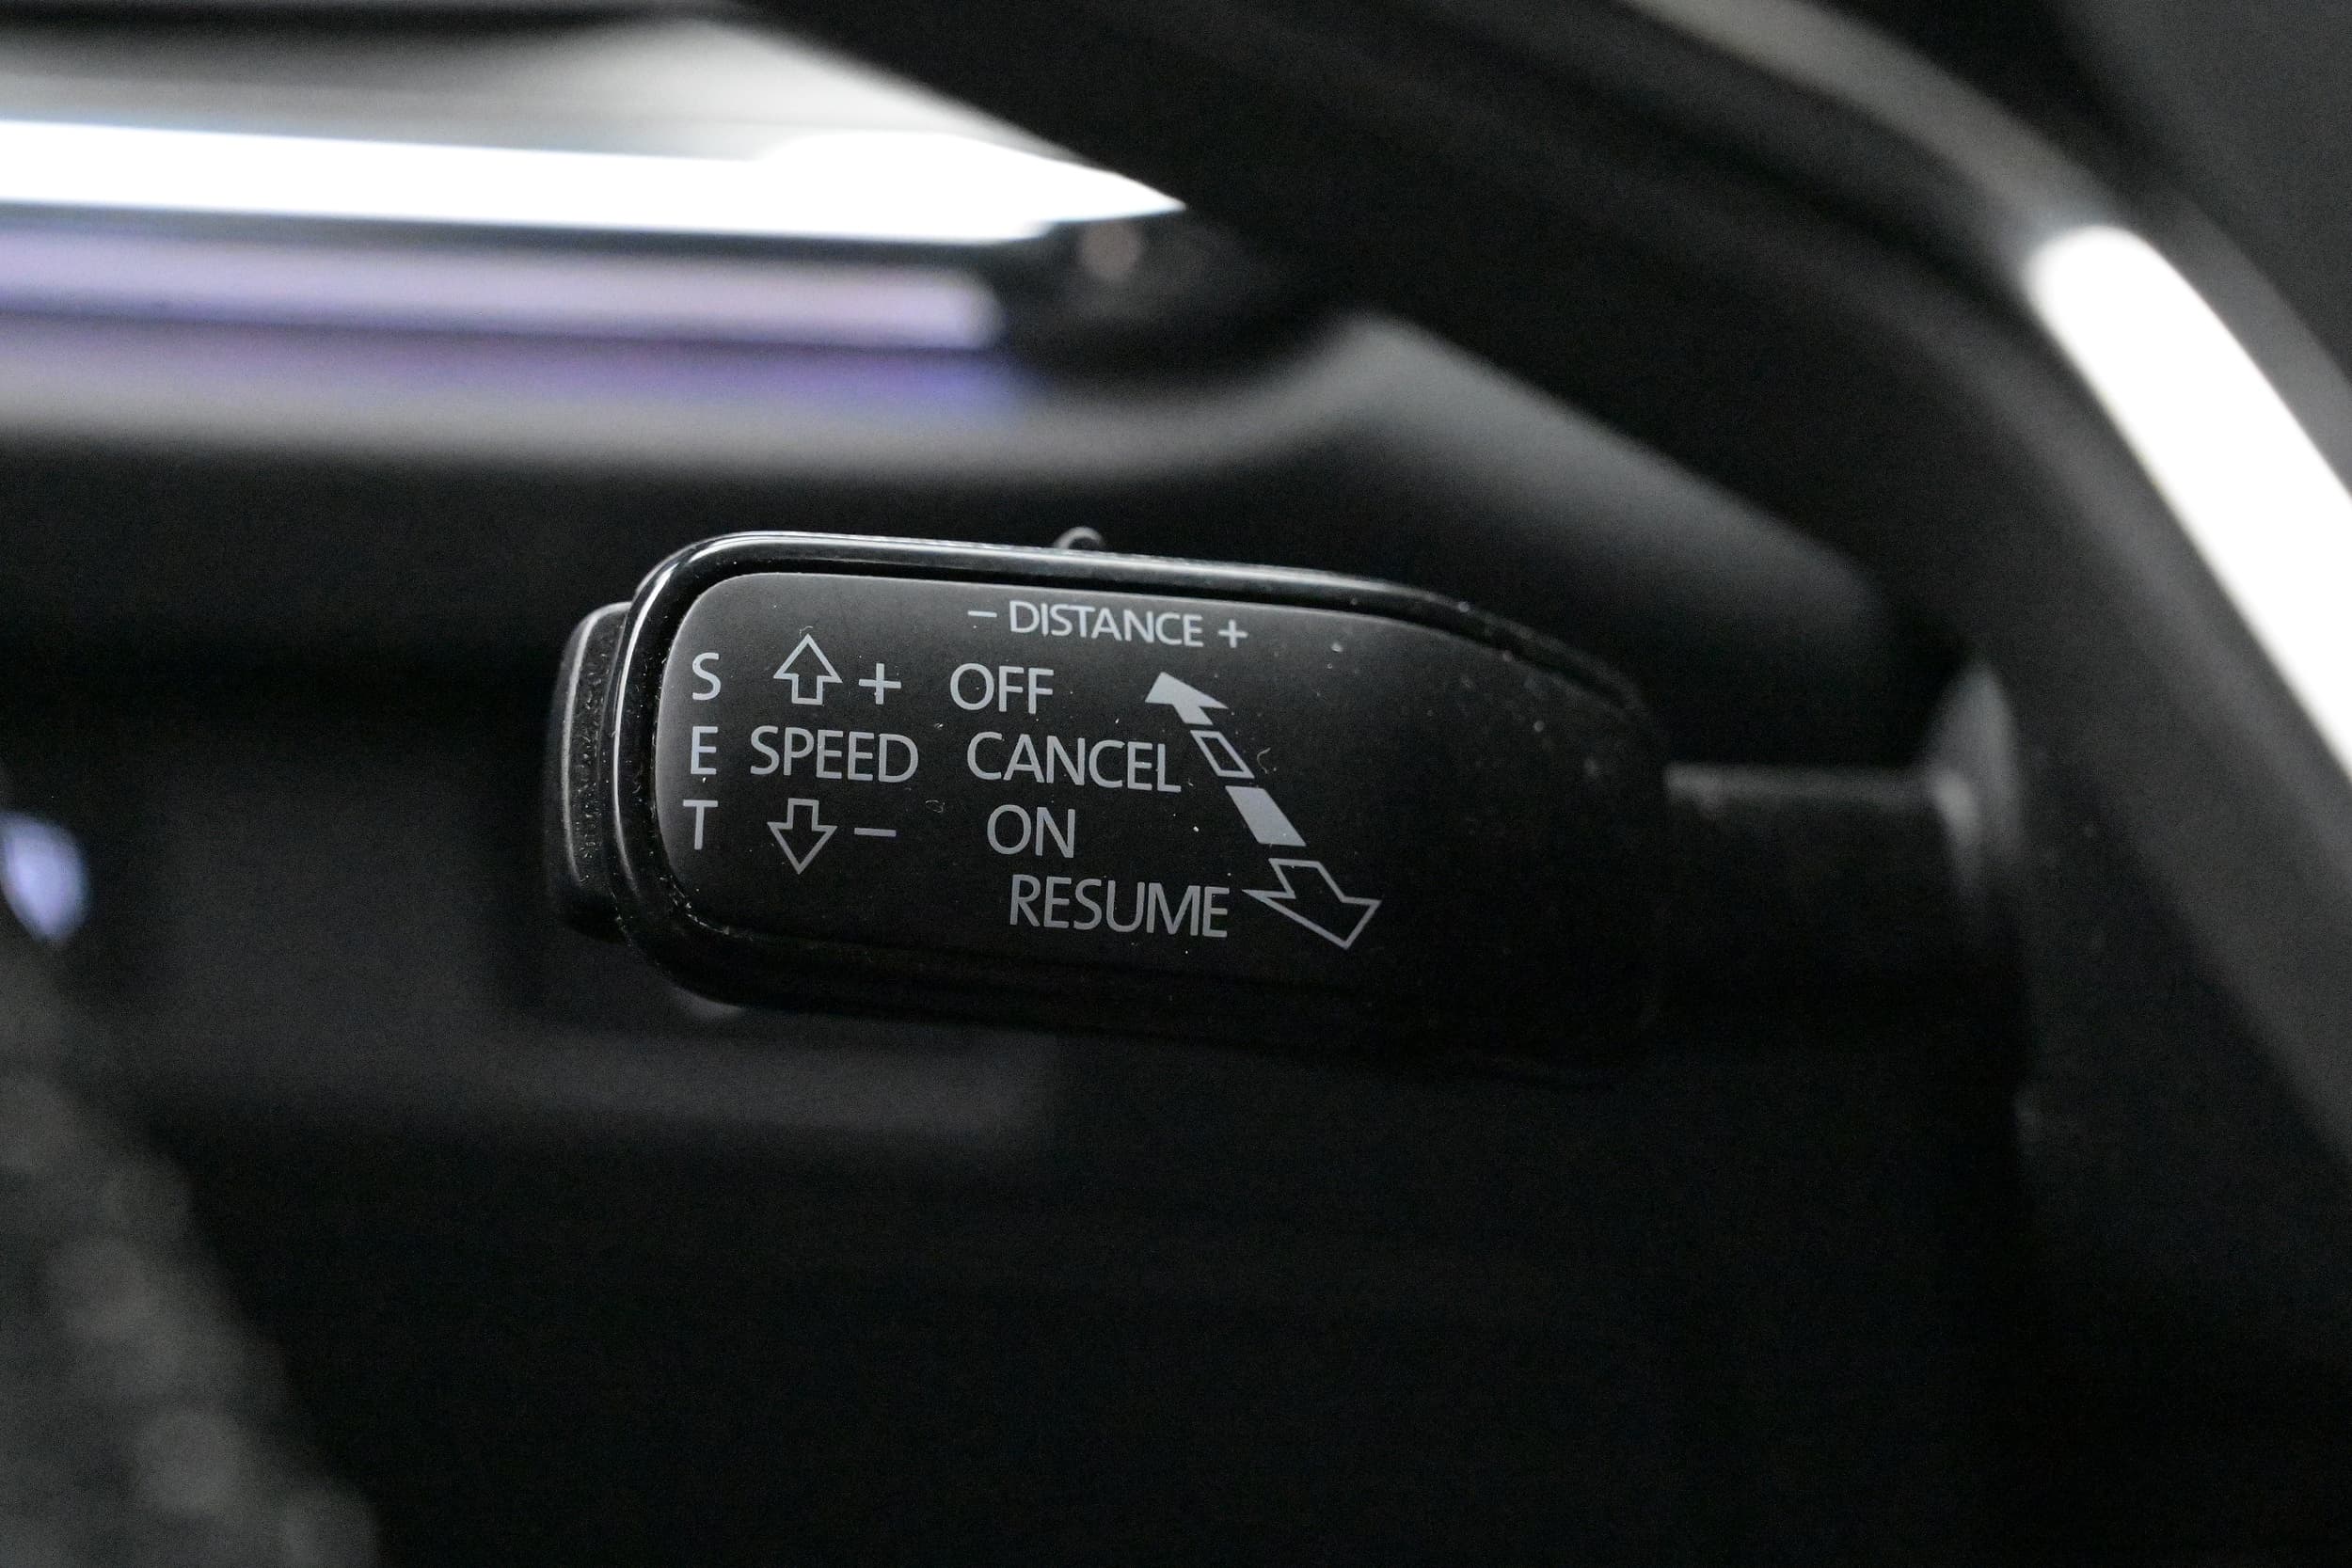 – DISTANCE +
S + OFF
E SPEED CANCEL
T – ON
RESUME